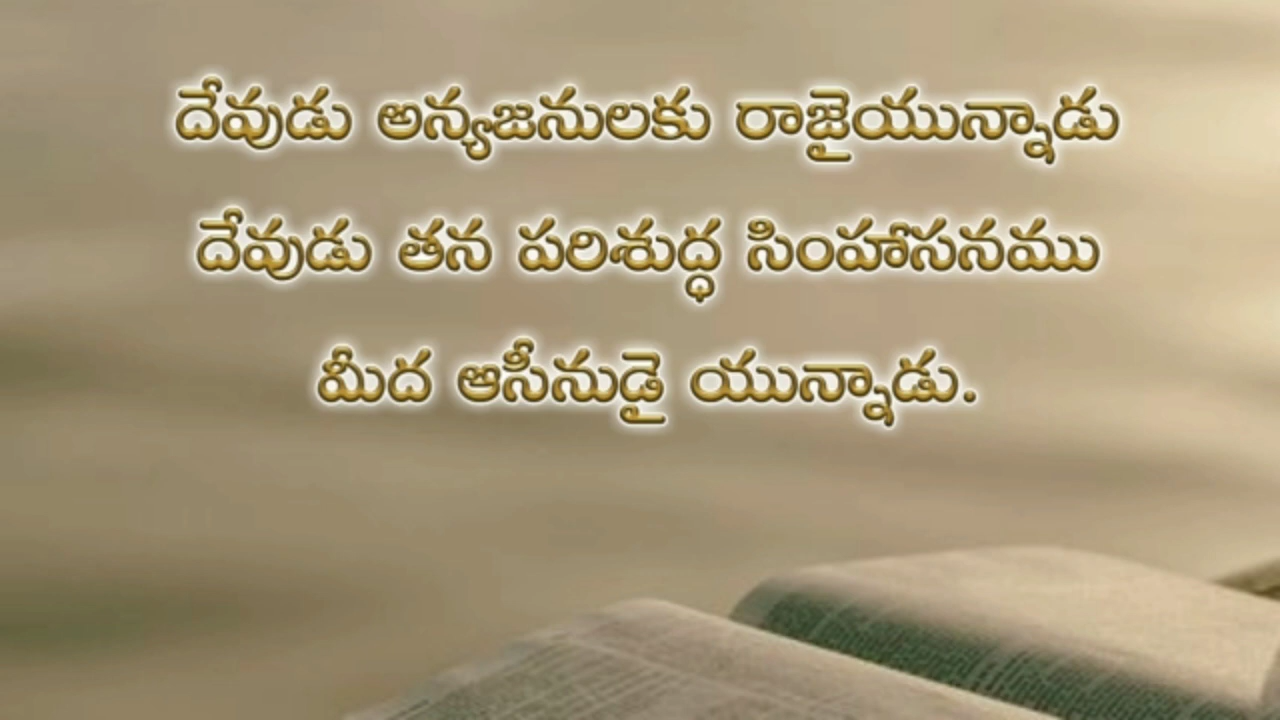 దేవుడు అన్యజనులకు రాజైయున్నాడు
దేవుడు తన పరిశుద్ధ సింహాసనము
మీద ఆసీనుడై యున్నాడు.